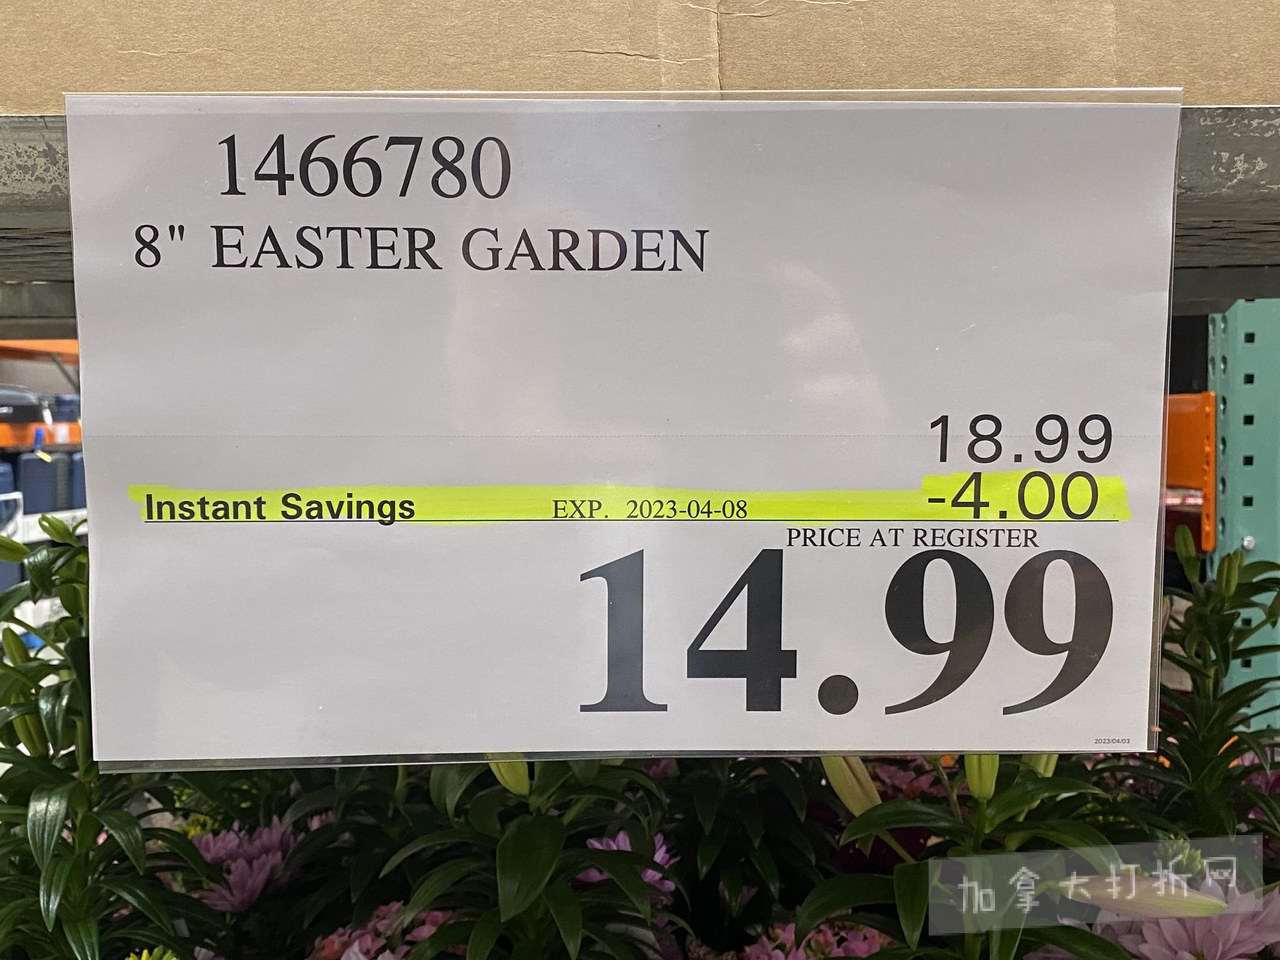 1466780
8" EASTER GARDEN
18.99
Instant Savings EXP. 2023-04-08 -4.00
PRICE AT REGISTER
14.99
2023/04/03
加拿大打折网